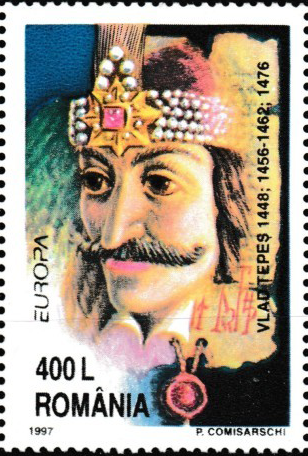 VLAD ȚEPEȘ 1448; 1456-1462; 1476
EUROPA
400 L
ROMÂNIA
1997
P. COMISARSCHI